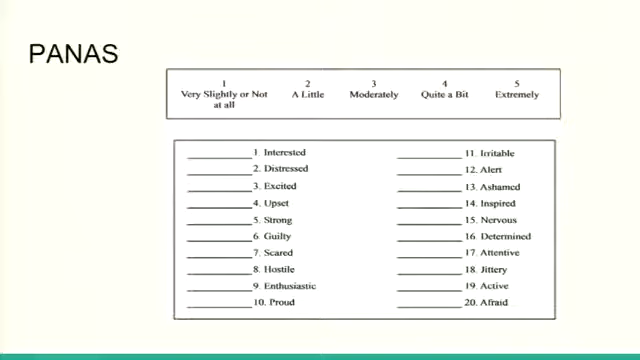 PANAS
1 2 3 4 5
Very Slightly or Not A Little Moderately Quite a Bit Extremely
at all
1. Interested
2. Distressed
3. Excited
4. Upset
5. Strong
6. Guilty
7. Scared
8. Hostile
9. Enthusiastic
10. Proud
11. Irritable
12. Alert
13. Ashamed
14. Inspired
15. Nervous
16. Determined
17. Attentive
18. Jittery
19. Active
20. Afraid